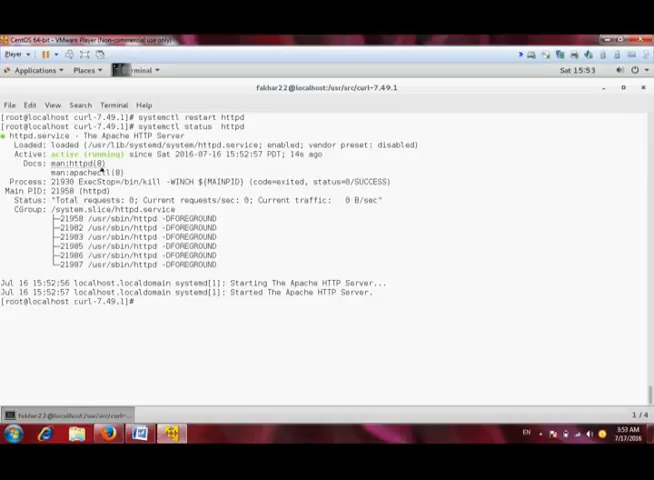 CentOS 64-bit - VMware Player (Non-commercial use only)
Player
Applications Places rminal Sat 15:53
fakhar22@localhost:/usr/src/curl-7.49.1
File Edit View Search Terminal Help
[root@localhost curl-7.49.1]# systemctl restart httpd
[root@localhost curl-7.49.1]# systemctl status httpd
● httpd.service - The Apache HTTP Server
Loaded: loaded (/usr/lib/systemd/system/httpd.service; enabled; vendor preset: disabled)
Active: active (running) since Sat 2016-07-16 15:52:57 PDT; 14s ago
Docs: man:httpd(8)
man:apachectl(8)
Process: 21930 ExecStop=/bin/kill -WINCH ${MAINPID} (code=exited, status=0/SUCCESS)
Main PID: 21958 (httpd)
Status: "Total requests: 0; Current requests/sec: 0; Current traffic:   0 B/sec"
CGroup: /system.slice/httpd.service
├─21958 /usr/sbin/httpd -DFOREGROUND
├─21982 /usr/sbin/httpd -DFOREGROUND
├─21983 /usr/sbin/httpd -DFOREGROUND
├─21985 /usr/sbin/httpd -DFOREGROUND
├─21986 /usr/sbin/httpd -DFOREGROUND
└─21987 /usr/sbin/httpd -DFOREGROUND
Jul 16 15:52:56 localhost.localdomain systemd[1]: Starting The Apache HTTP Server...
Jul 16 15:52:57 localhost.localdomain systemd[1]: Started The Apache HTTP Server.
[root@localhost curl-7.49.1]#
fakhar22@localhost:/usr/src/curl-... 1 / 4
EN 3:53 AM
7/17/2016